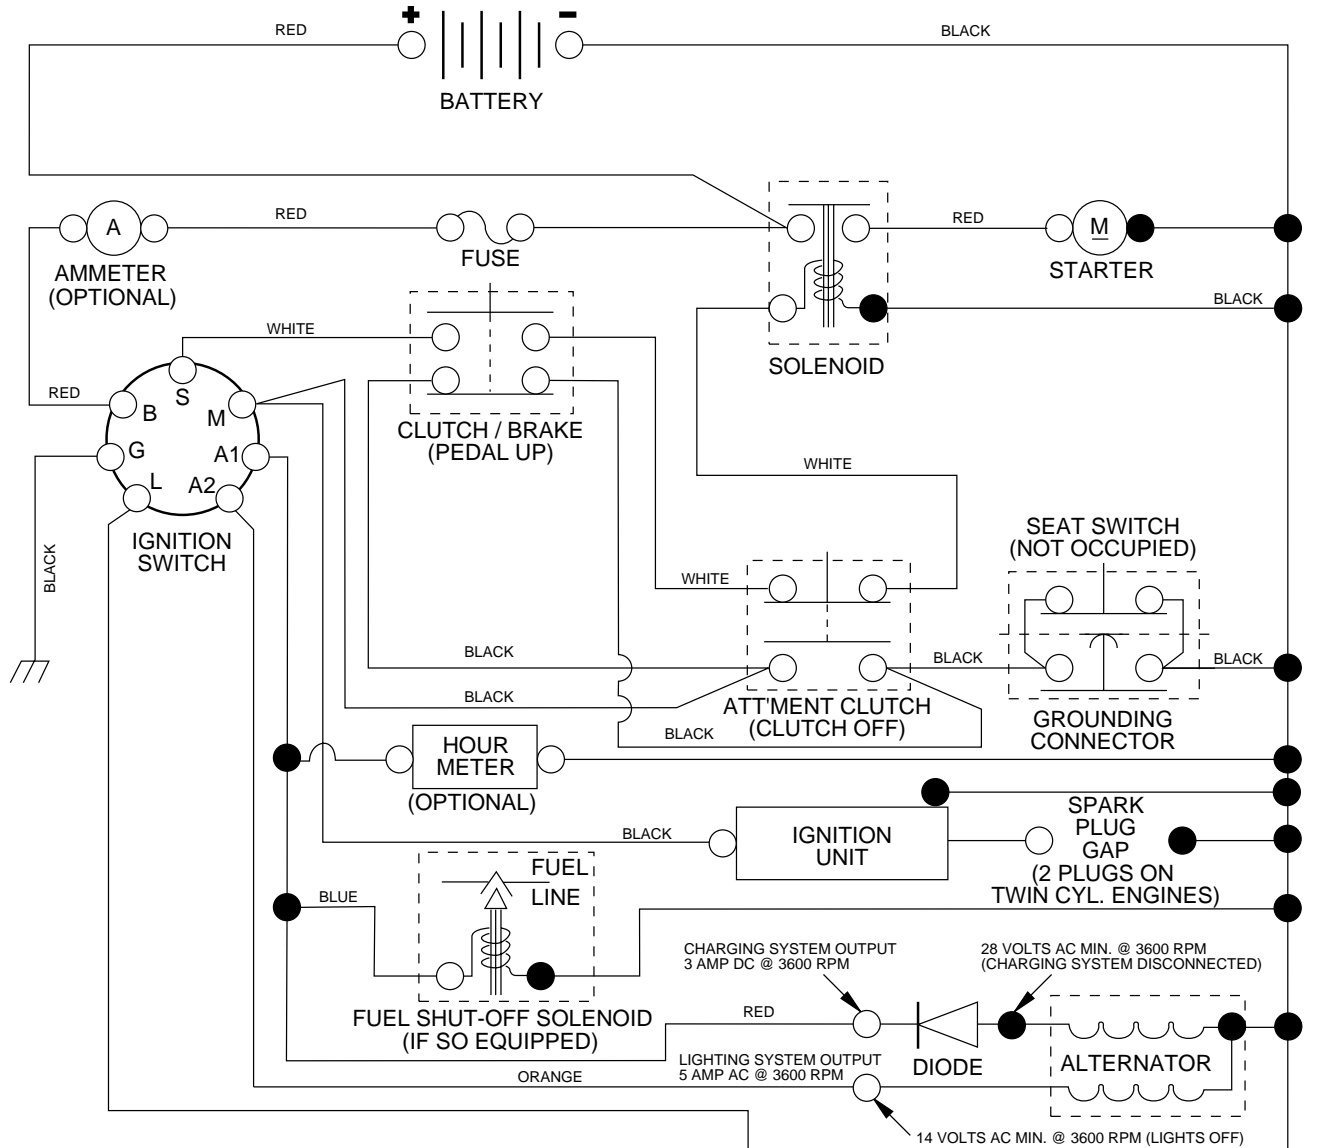 RED
+
−
BLACK
BATTERY
A
RED
FUSE
RED
M
STARTER
AMMETER
(OPTIONAL)
BLACK
SOLENOID
WHITE
RED
S
B
M
G
A1
L
A2
IGNITION
SWITCH
BLACK
CLUTCH / BRAKE
(PEDAL UP)
WHITE
SEAT SWITCH
(NOT OCCUPIED)
WHITE
BLACK
BLACK
BLACK
BLACK
ATT'MENT CLUTCH
(CLUTCH OFF)
GROUNDING
CONNECTOR
BLACK
HOUR
METER
(OPTIONAL)
BLACK
IGNITION
UNIT
SPARK
PLUG
GAP
(2 PLUGS ON
TWIN CYL. ENGINES)
FUEL
LINE
BLUE
FUEL SHUT-OFF SOLENOID
(IF SO EQUIPPED)
CHARGING SYSTEM OUTPUT
3 AMP DC @ 3600 RPM
28 VOLTS AC MIN. @ 3600 RPM
(CHARGING SYSTEM DISCONNECTED)
RED
DIODE
ALTERNATOR
LIGHTING SYSTEM OUTPUT
5 AMP AC @ 3600 RPM
ORANGE
14 VOLTS AC MIN. @ 3600 RPM (LIGHTS OFF)